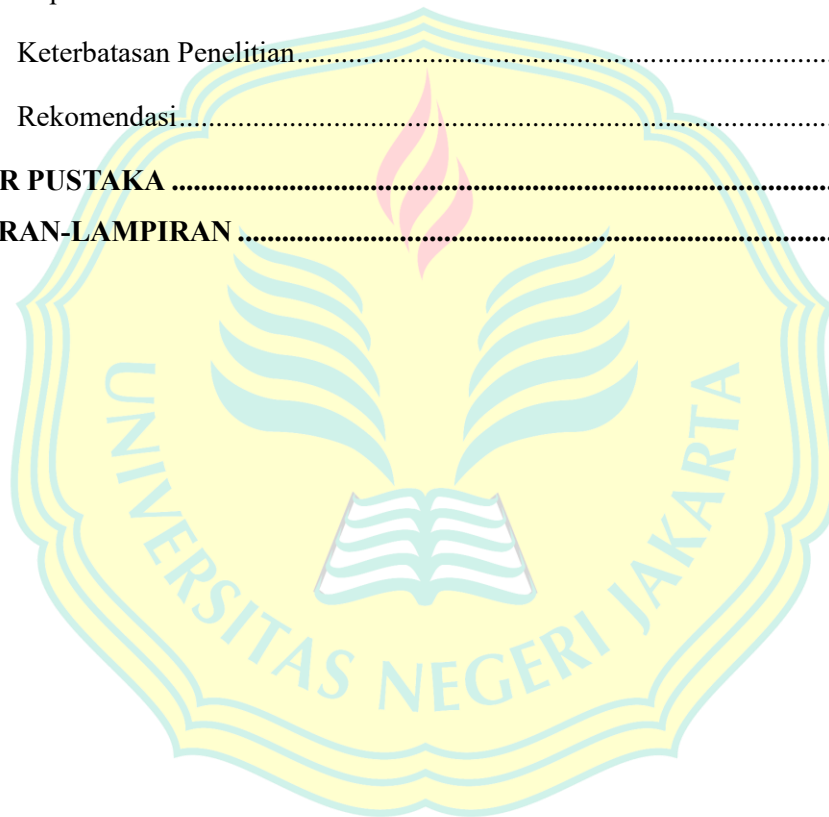 Keterbatasan Penelitian..........................................................................................
Rekomendasi..........................................................................................................
R PUSTAKA ..........................................................................................
RAN-LAMPIRAN ................................................................................
UNIVERSITAS NEGERI JAKARTA